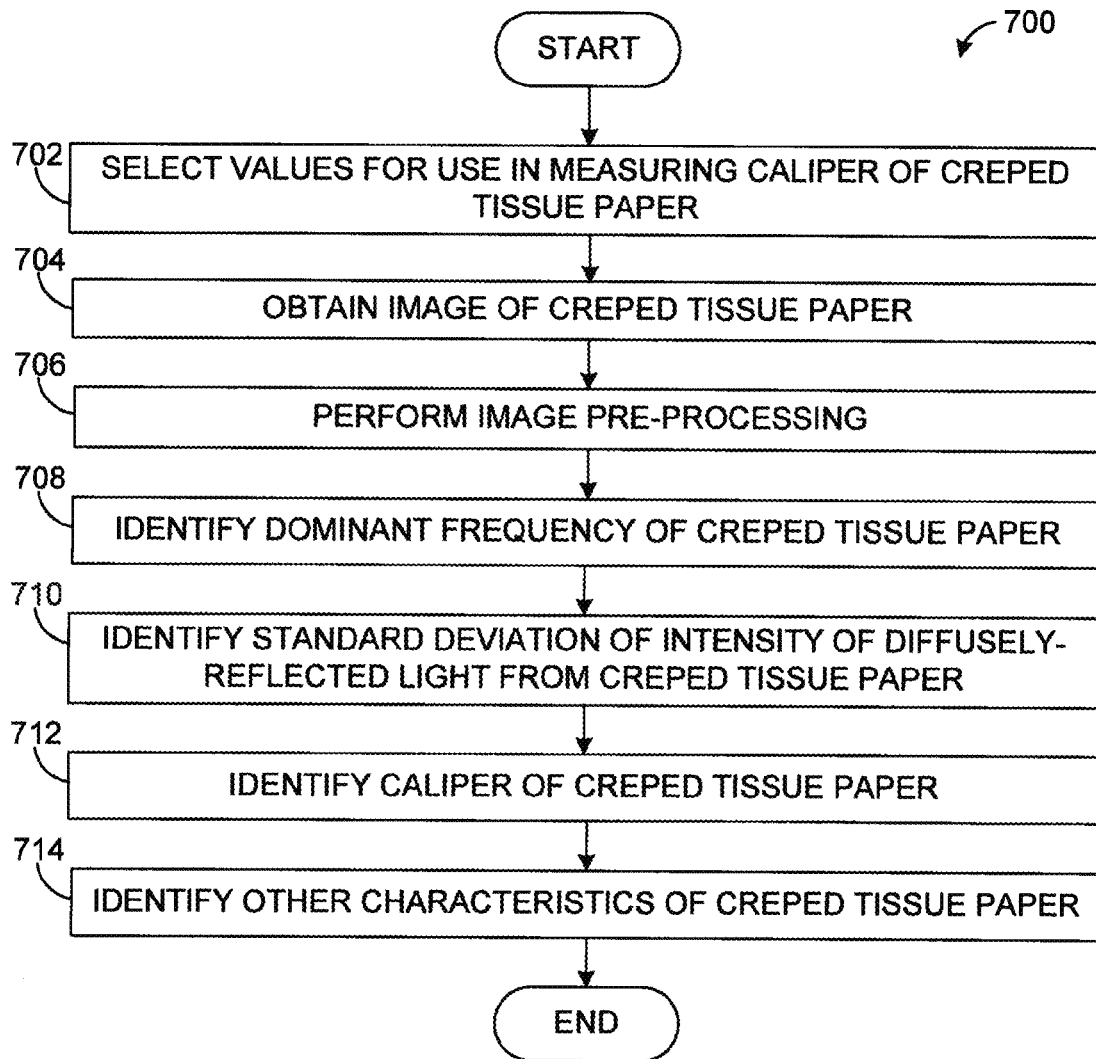 START
700
702
SELECT VALUES FOR USE IN MEASURING CALIPER OF CREPED
TISSUE PAPER
704
OBTAIN IMAGE OF CREPED TISSUE PAPER
706
PERFORM IMAGE PRE-PROCESSING
708
IDENTIFY DOMINANT FREQUENCY OF CREPED TISSUE PAPER
710
IDENTIFY STANDARD DEVIATION OF INTENSITY OF DIFFUSELY-
REFLECTED LIGHT FROM CREPED TISSUE PAPER
712
IDENTIFY CALIPER OF CREPED TISSUE PAPER
714
IDENTIFY OTHER CHARACTERISTICS OF CREPED TISSUE PAPER
END